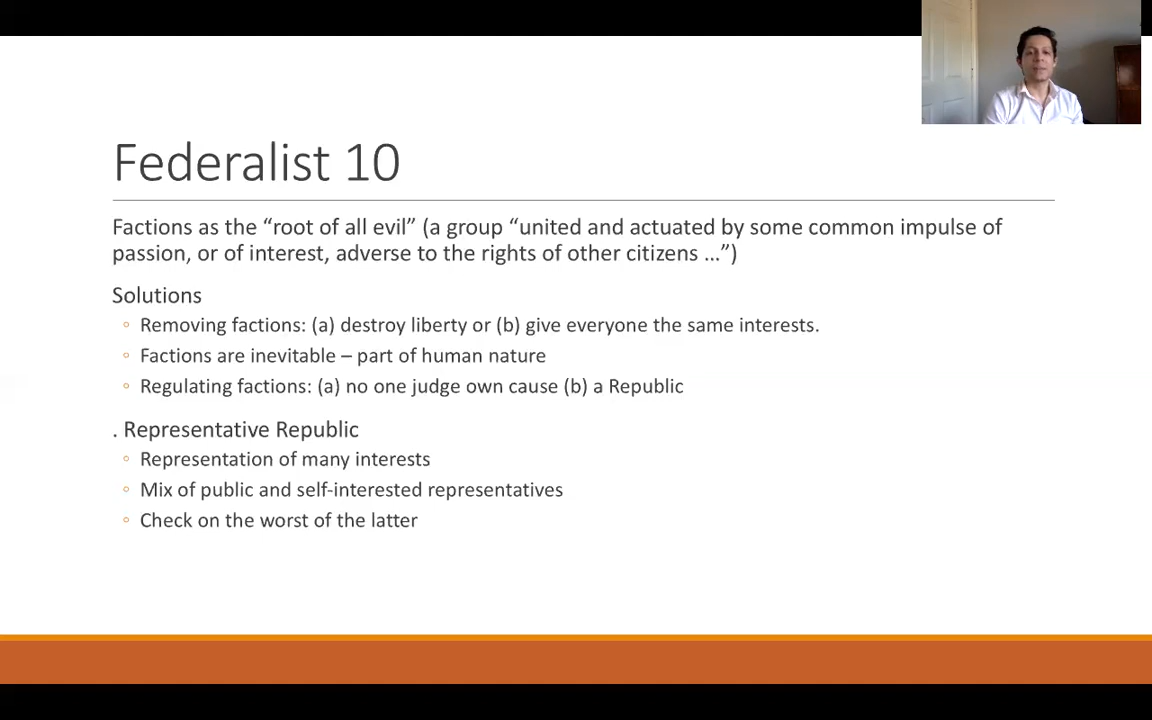 Federalist 10
Factions as the “root of all evil” (a group “united and actuated by some common impulse of
passion, or of interest, adverse to the rights of other citizens …”)
Solutions
◦ Removing factions: (a) destroy liberty or (b) give everyone the same interests.
◦ Factions are inevitable – part of human nature
◦ Regulating factions: (a) no one judge own cause (b) a Republic
. Representative Republic
◦ Representation of many interests
◦ Mix of public and self-interested representatives
◦ Check on the worst of the latter